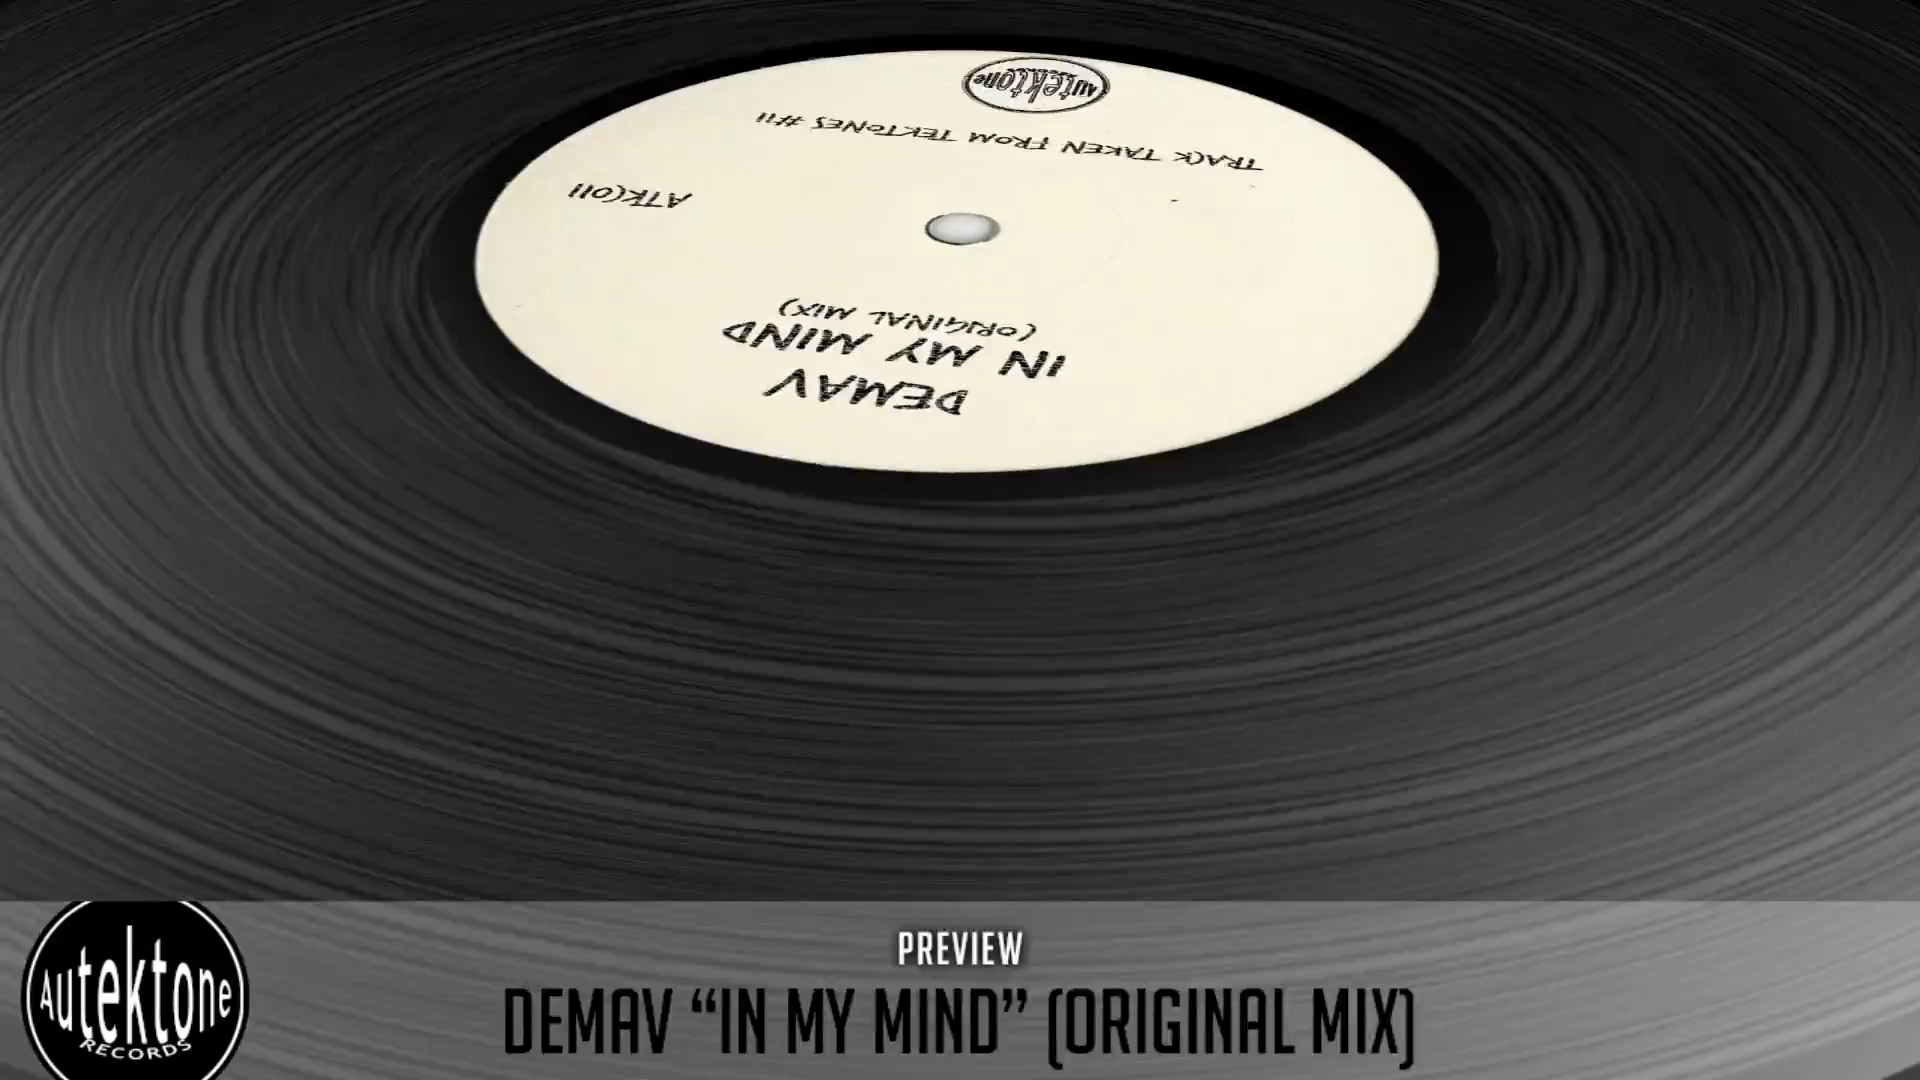 Autektone
TRACK TAKEN FROM TEKTONES #11
ATKC011
DEMAV
IN MY MIND
(ORIGINAL MIX)
PREVIEW
DEMAV “IN MY MIND” (ORIGINAL MIX)
Autektone
RECORDS